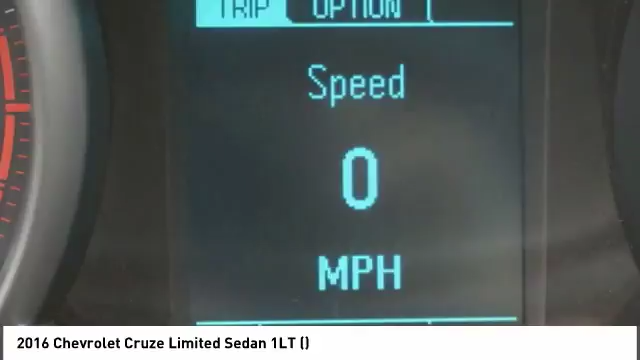 TRIP OPTION
Speed
0
MPH
2016 Chevrolet Cruze Limited Sedan 1LT ()